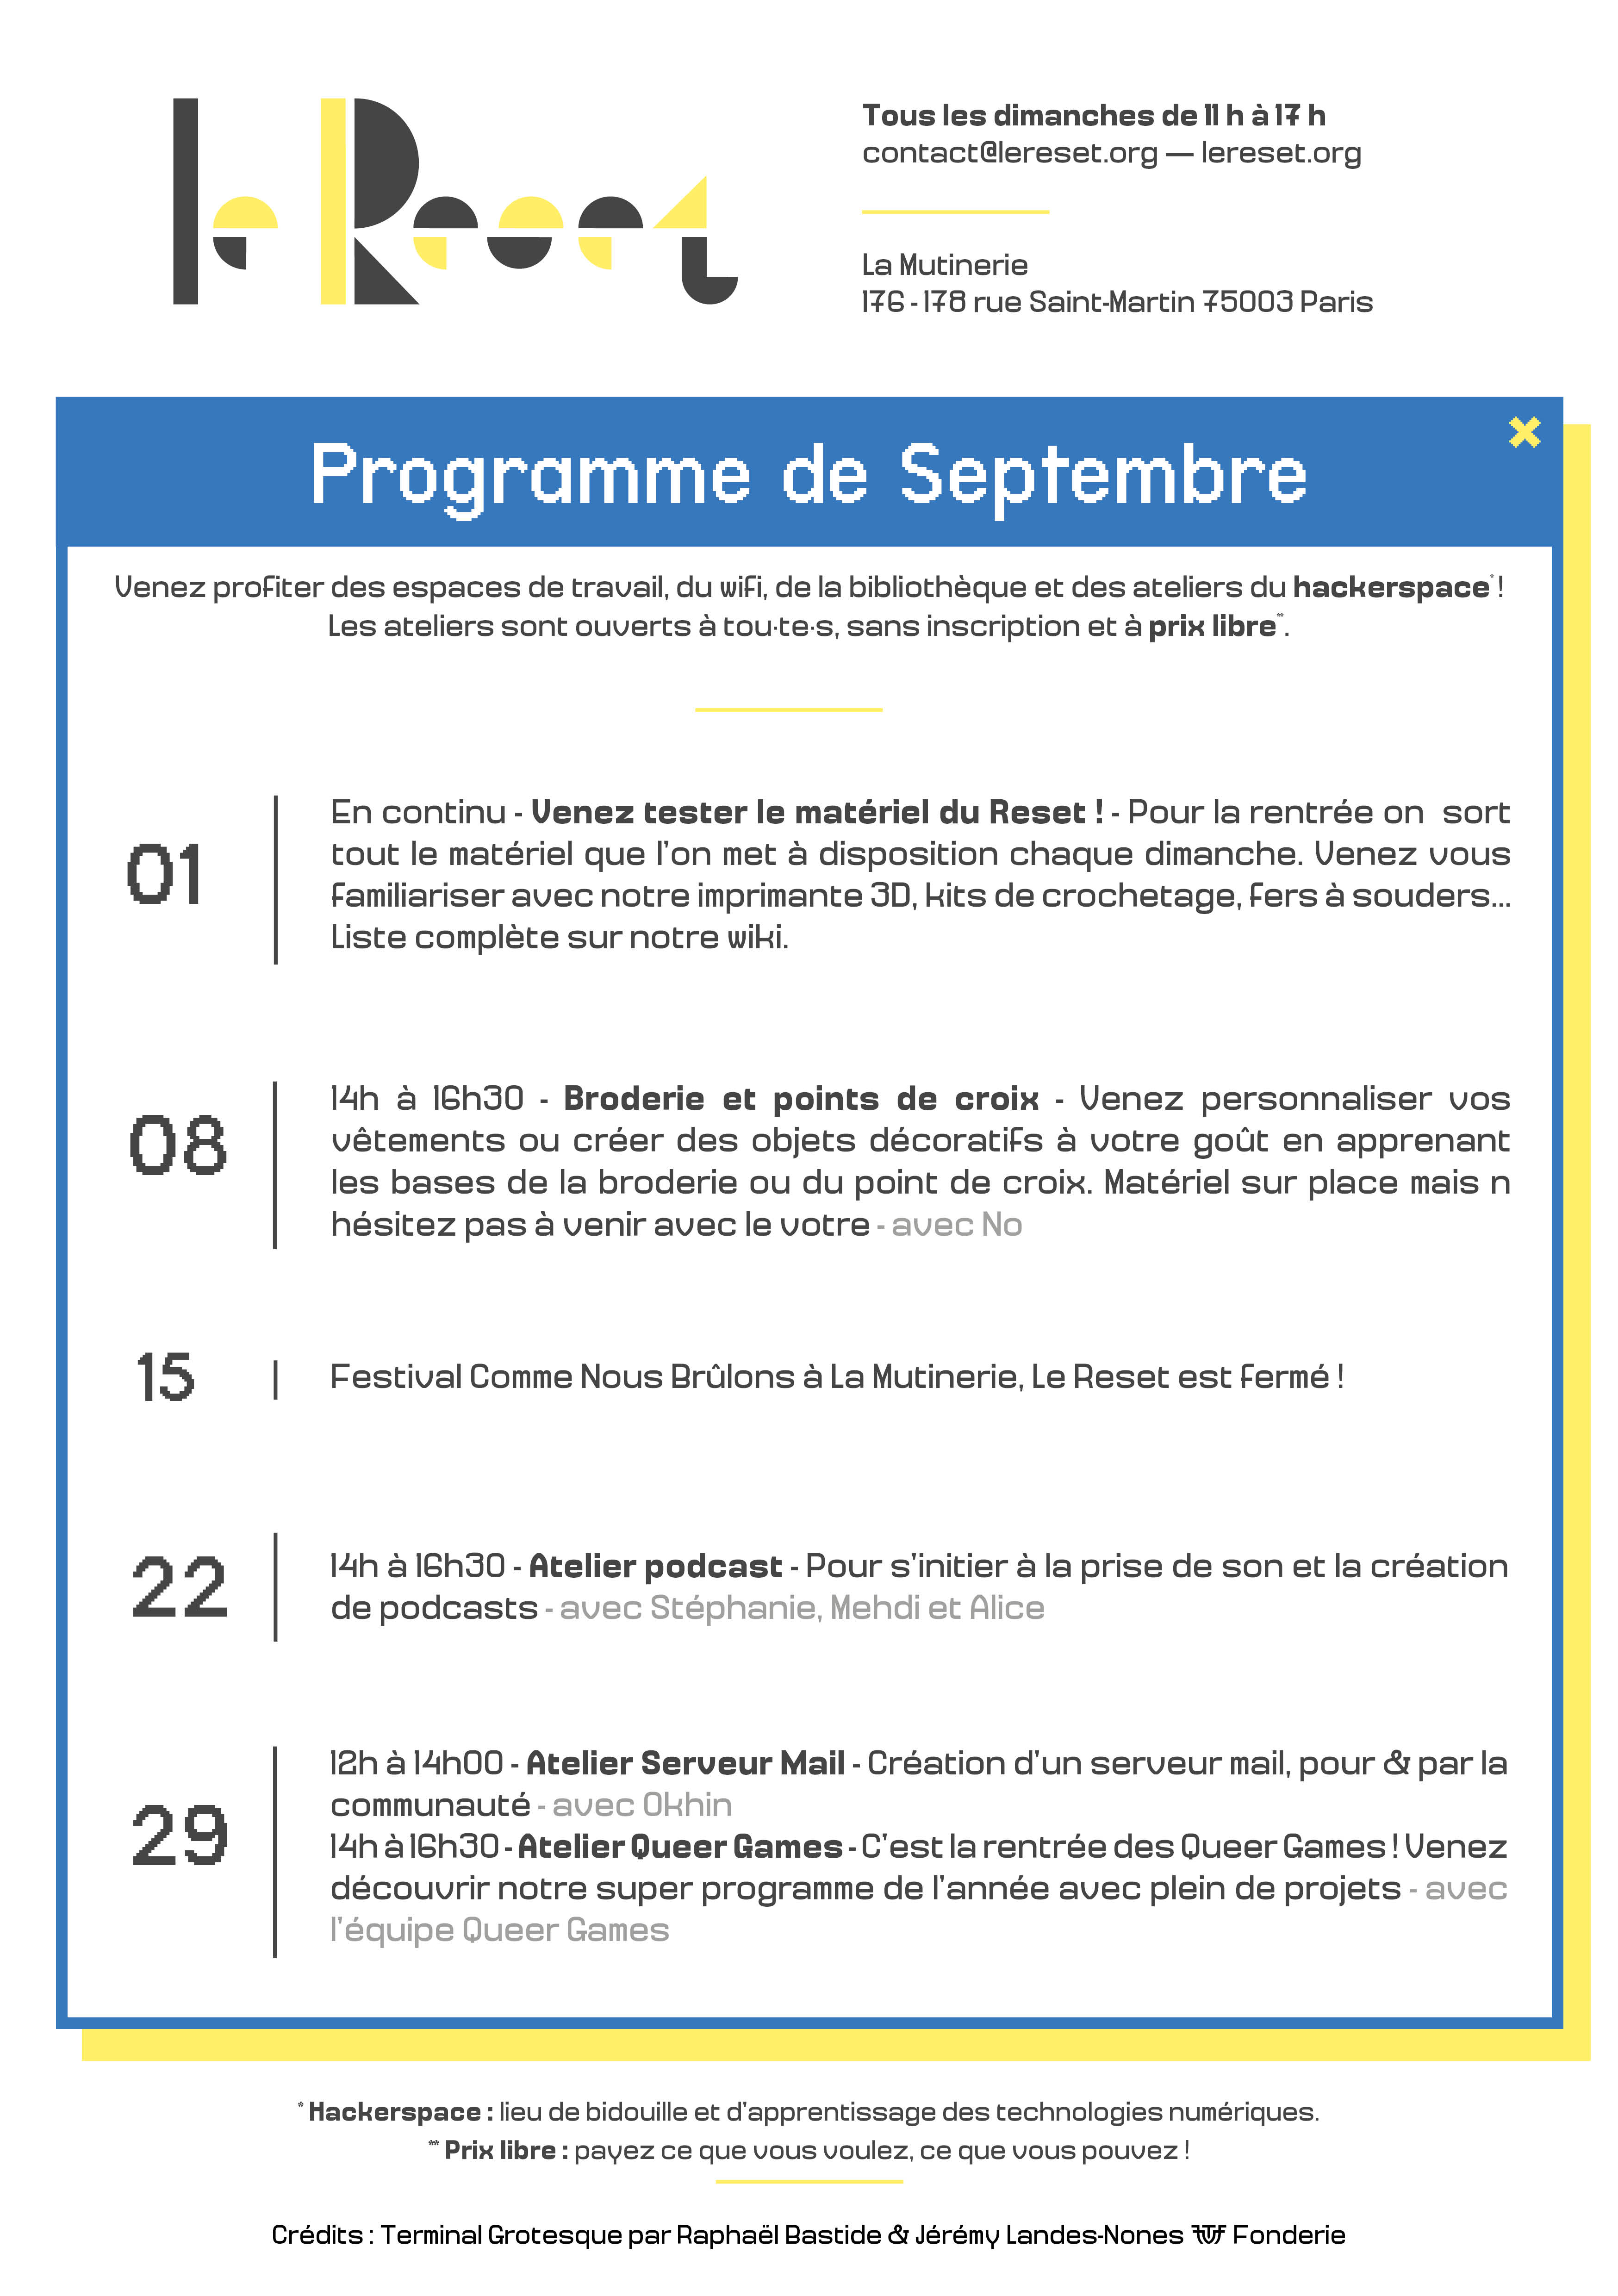 le Reset
Tous les dimanches de 11 h à 17 h
contact@lereset.org — lereset.org
La Mutinerie
176 - 178 rue Saint-Martin 75003 Paris
Programme de Septembre
Venez profiter des espaces de travail, du wifi, de la bibliothèque et des ateliers du hackerspace* !
Les ateliers sont ouverts à tou·te·s, sans inscription et à prix libre**.
01
En continu - Venez tester le matériel du Reset ! - Pour la rentrée on sort
tout le matériel que l'on met à disposition chaque dimanche. Venez vous
familiariser avec notre imprimante 3D, kits de crochetage, fers à souders...
Liste complète sur notre wiki.
08
14h à 16h30 - Broderie et points de croix - Venez personnaliser vos
vêtements ou créer des objets décoratifs à votre goût en apprenant
les bases de la broderie ou du point de croix. Matériel sur place mais n
hésitez pas à venir avec le votre - avec No
15
Festival Comme Nous Brûlons à La Mutinerie, Le Reset est fermé !
22
14h à 16h30 - Atelier podcast - Pour s'initier à la prise de son et la création
de podcasts - avec Stéphanie, Mehdi et Alice
29
12h à 14h00 - Atelier Serveur Mail - Création d'un serveur mail, pour & par la
communauté - avec Okhin
14h à 16h30 - Atelier Queer Games - C'est la rentrée des Queer Games ! Venez
découvrir notre super programme de l'année avec plein de projets - avec
l'équipe Queer Games
* Hackerspace : lieu de bidouille et d'apprentissage des technologies numériques.
** Prix libre : payez ce que vous voulez, ce que vous pouvez !
Crédits : Terminal Grotesque par Raphaël Bastide & Jérémy Landes-Nones VTF Fonderie